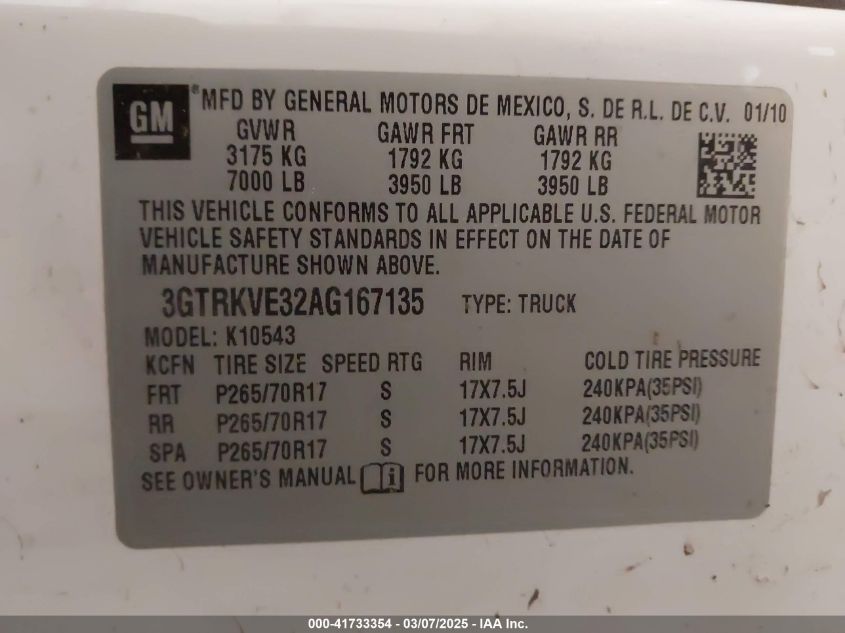 GM ® MFD BY GENERAL MOTORS DE MEXICO, S. DE R.L. DE C.V. 01/10
GVWR GAWR FRT GAWR RR
3175 KG 1792 KG 1792 KG
7000 LB 3950 LB 3950 LB
THIS VEHICLE CONFORMS TO ALL APPLICABLE U.S. FEDERAL MOTOR
VEHICLE SAFETY STANDARDS IN EFFECT ON THE DATE OF
MANUFACTURE SHOWN ABOVE.
3GTRKVE32AG167135 TYPE: TRUCK
MODEL: K10543
KCFN TIRE SIZE SPEED RTG RIM COLD TIRE PRESSURE
FRT P265/70R17 S 17X7.5J 240KPA(35PSI)
RR P265/70R17 S 17X7.5J 240KPA(35PSI)
SPA P265/70R17 S 17X7.5J 240KPA(35PSI)
SEE OWNER'S MANUAL i FOR MORE INFORMATION.
000-41733354 - 03/07/2025 - IAA Inc.